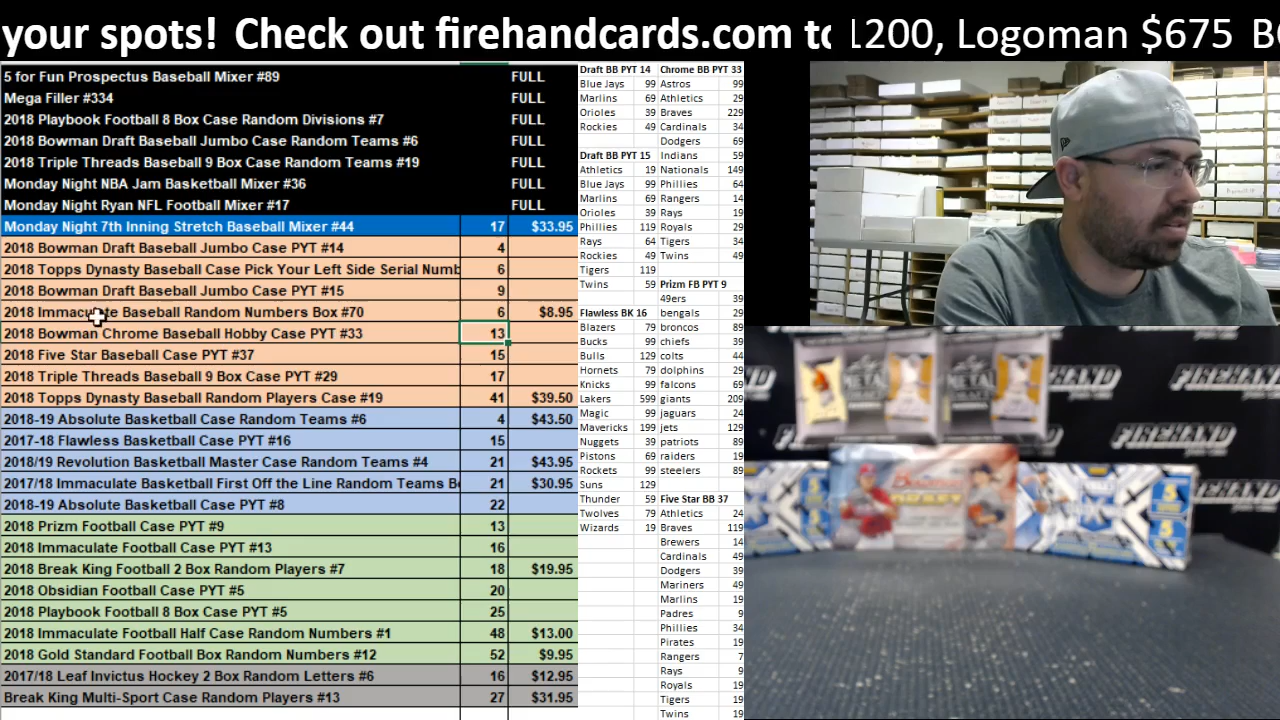 your spots!  Check out firehandcards.com to
L200, Logoman $675
5 for Fun Prospectus Baseball Mixer #89 FULL
Mega Filler #334 FULL
2018 Playbook Football 8 Box Case Random Divisions #7 FULL
2018 Bowman Draft Baseball Jumbo Case Random Teams #6 FULL
2018 Triple Threads Baseball 9 Box Case Random Teams #19 FULL
Monday Night NBA Jam Basketball Mixer #36 FULL
Monday Night Ryan NFL Football Mixer #17 FULL
Monday Night 7th Inning Stretch Baseball Mixer #44 17 $33.95
2018 Bowman Draft Baseball Jumbo Case PYT #14 4
2018 Topps Dynasty Baseball Case Pick Your Left Side Serial Numb 6
2018 Bowman Draft Baseball Jumbo Case PYT #15 9
2018 Immaculate Baseball Random Numbers Box #70 6 $8.95
2018 Bowman Chrome Baseball Hobby Case PYT #33 13
2018 Five Star Baseball Case PYT #37 15
2018 Triple Threads Baseball 9 Box Case PYT #29 17
2018 Topps Dynasty Baseball Random Players Case #19 41 $39.50
2018-19 Absolute Basketball Case Random Teams #6 4 $43.50
2017-18 Flawless Basketball Case PYT #16 15
2018/19 Revolution Basketball Master Case Random Teams #4 21 $43.95
2017/18 Immaculate Basketball First Off the Line Random Teams Bo 21 $30.95
2018-19 Absolute Basketball Case PYT #8 22
2018 Prizm Football Case PYT #9 13
2018 Immaculate Football Case PYT #13 16
2018 Break King Football 2 Box Random Players #7 18 $19.95
2018 Obsidian Football Case PYT #5 20
2018 Playbook Football 8 Box Case PYT #5 25
2018 Immaculate Football Half Case Random Numbers #1 48 $13.00
2018 Gold Standard Football Box Random Numbers #12 52 $9.95
2017/18 Leaf Invictus Hockey 2 Box Random Letters #6 16 $12.95
Break King Multi-Sport Case Random Players #13 27 $31.95
Draft BB PYT 14
Blue Jays 99
Marlins 69
Orioles 39
Rockies 49
Draft BB PYT 15
Athletics 19
Blue Jays 99
Marlins 69
Orioles 39
Phillies 119
Rays 64
Rockies 49
Tigers 119
Twins 59
Flawless BK 16
Blazers 79
Bucks 99
Bulls 129
Hornets 79
Knicks 99
Lakers 599
Magic 99
Mavericks 199
Nuggets 39
Pistons 69
Rockets 99
Suns 129
Thunder 59
Twolves 79
Wizards 19
Chrome BB PYT 33
Astros 99
Athletics 29
Braves 229
Cardinals 34
Dodgers 69
Indians 59
Nationals 149
Phillies 64
Rangers 14
Rays 19
Royals 29
Tigers 34
Twins 49
Prizm FB PYT 9
49ers 39
bengals 29
broncos 89
chiefs 39
colts 44
dolphins 29
falcons 69
giants 209
jaguars 24
jets 129
patriots 89
raiders 19
steelers 89
Five Star BB 37
Athletics 24
Braves 119
Brewers 14
Cardinals 49
Dodgers 39
Mariners 49
Marlins 19
Padres 9
Phillies 34
Pirates 19
Rangers 7
Rays 9
Royals 19
Tigers 19
Twins 19
FIREHAND
FIREHAND
METAL
METAL
DRAFT
5
5